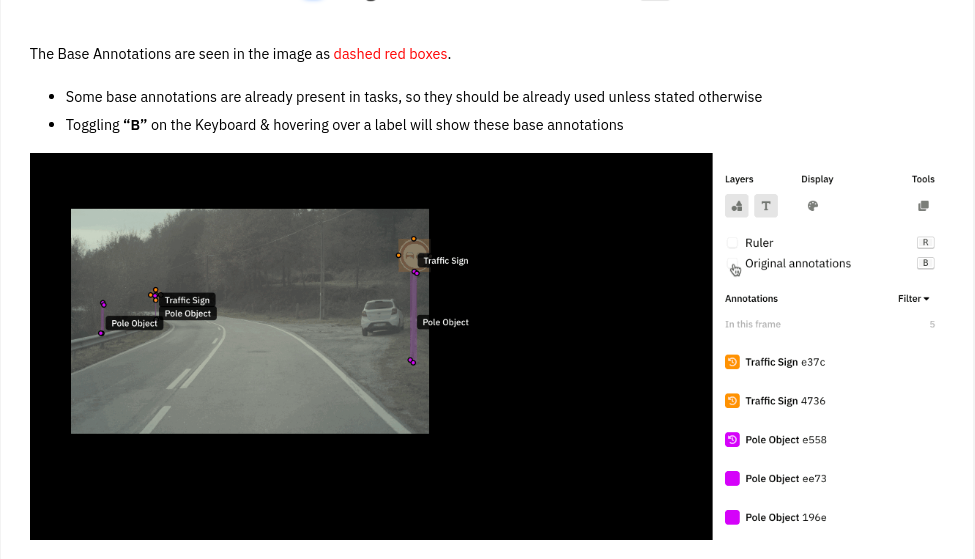 The Base Annotations are seen in the image as dashed red boxes.
• Some base annotations are already present in tasks, so they should be already used unless stated otherwise
• Toggling “B” on the Keyboard & hovering over a label will show these base annotations
Traffic Sign
Traffic Sign
Pole Object
Pole Object
Pole Object
Layers Display Tools
T
Ruler R
Original annotations B
Annotations Filter
In this frame 5
Traffic Sign e37c
Traffic Sign 4736
Pole Object e558
Pole Object ee73
Pole Object 196e